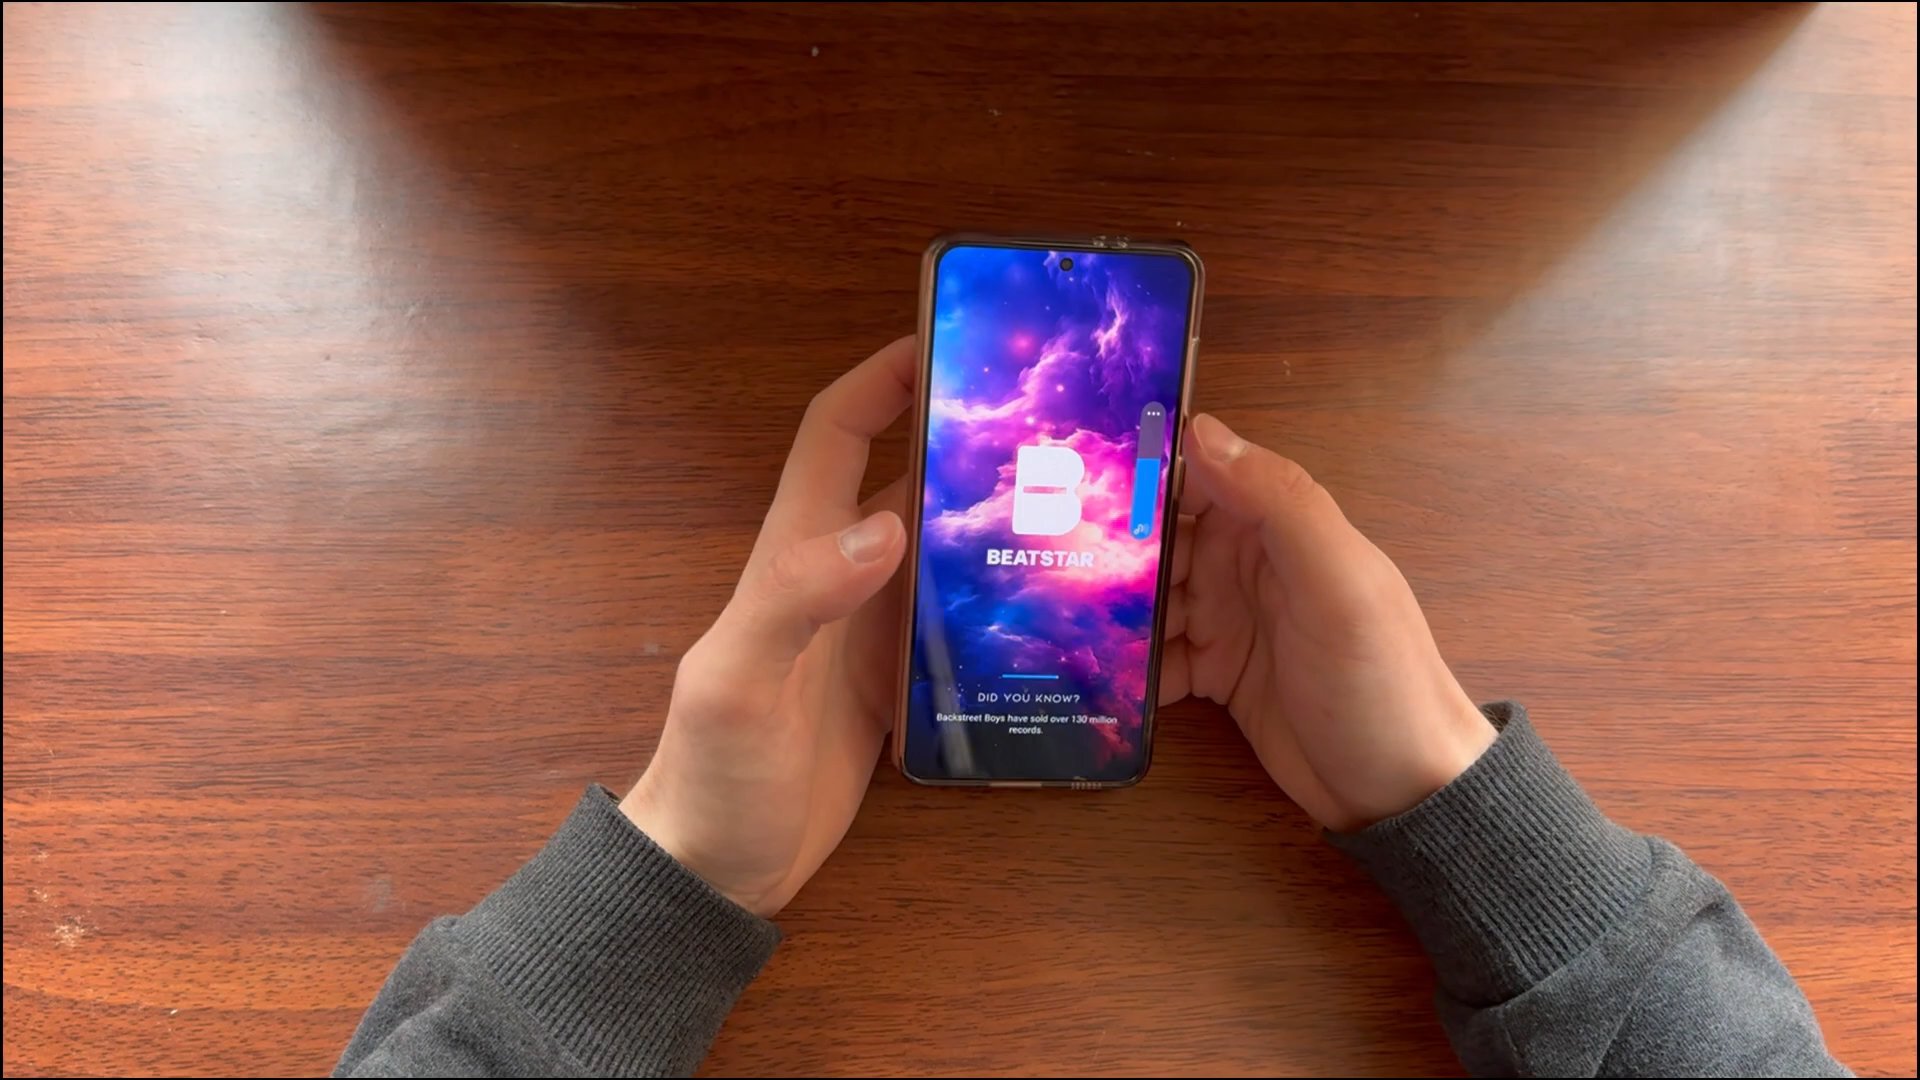 BEATSTAR
DID YOU KNOW?
Backstreet Boys have sold over 130 million
records.